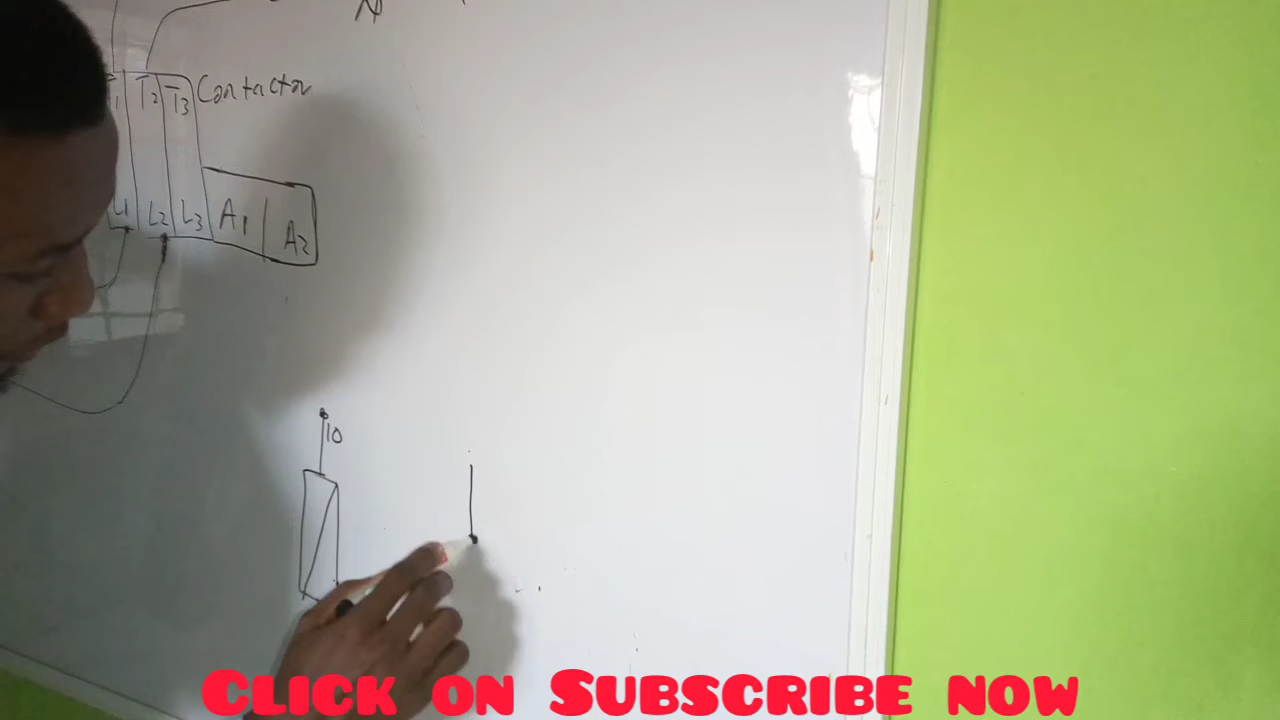 N
T1 T2 T3 Contactor
L1 L2 L3 A1 A2
10
CLICK ON SUBSCRIBE NOW